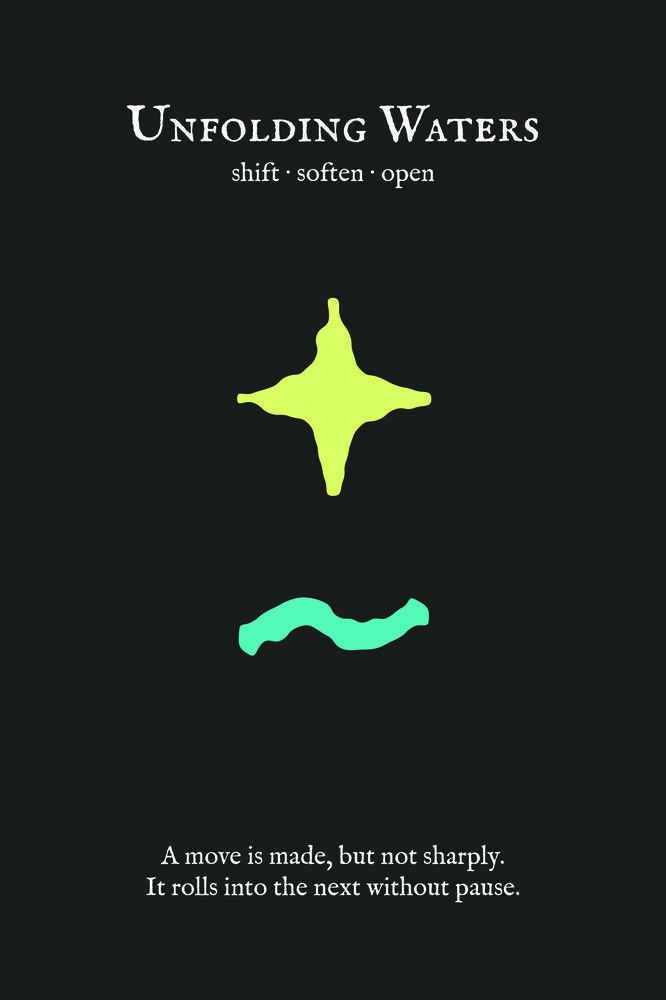 Unfolding Waters
shift · soften · open
A move is made, but not sharply.
It rolls into the next without pause.